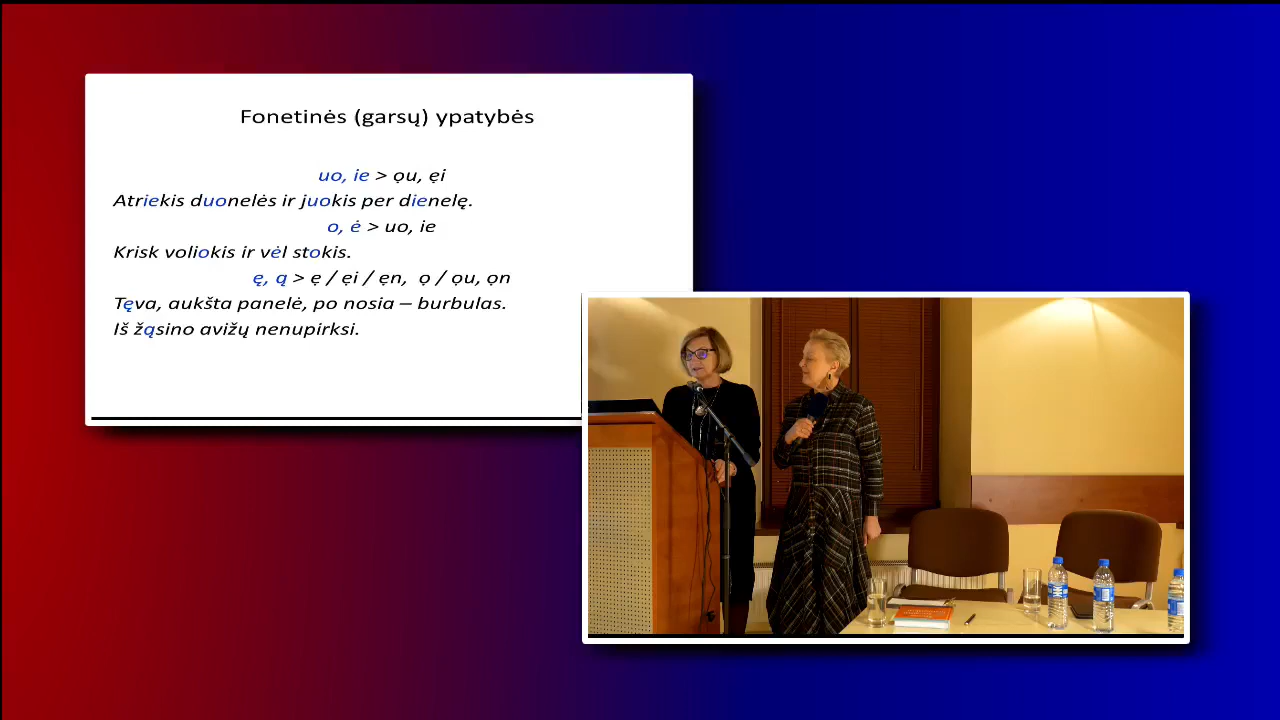 Fonetinės (garsų) ypatybės
uo, ie > ọu, ẹi
Atriekis duonelės ir juokis per dienelę.
o, ė > uo, ie
Krisk voliokis ir vėl stokis.
ę, ą > ẹ / ẹi / ẹn, ọ / ọu, ọn
Tęva, aukšta panelė, po nosia – burbulas.
Iš žąsino avižų nenupirksi.